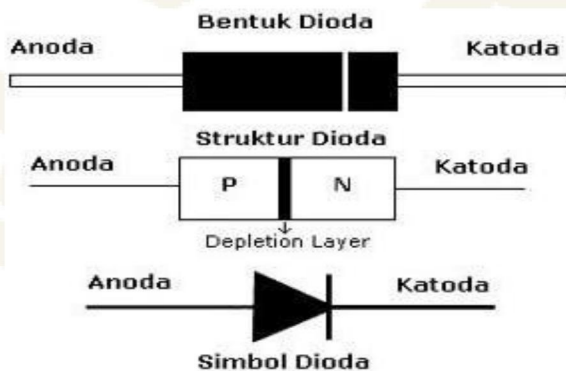 Bentuk Dioda
Anoda Katoda
Struktur Dioda
Anoda Katoda
P N
Depletion Layer
Anoda Katoda
Simbol Dioda